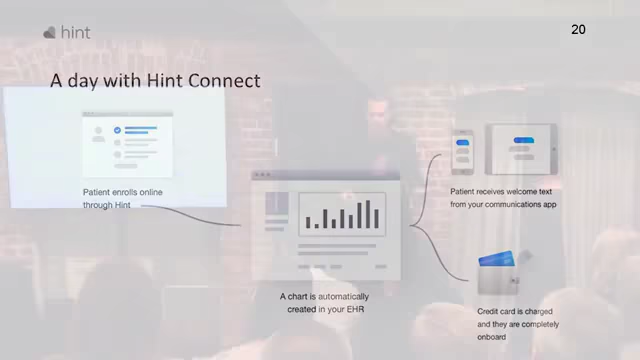 hint
20
A day with Hint Connect
Patient enrolls online
through Hint
Patient receives welcome text
from your communications app
A chart is automatically
created in your EHR
Credit card is charged
and they are completely
onboard